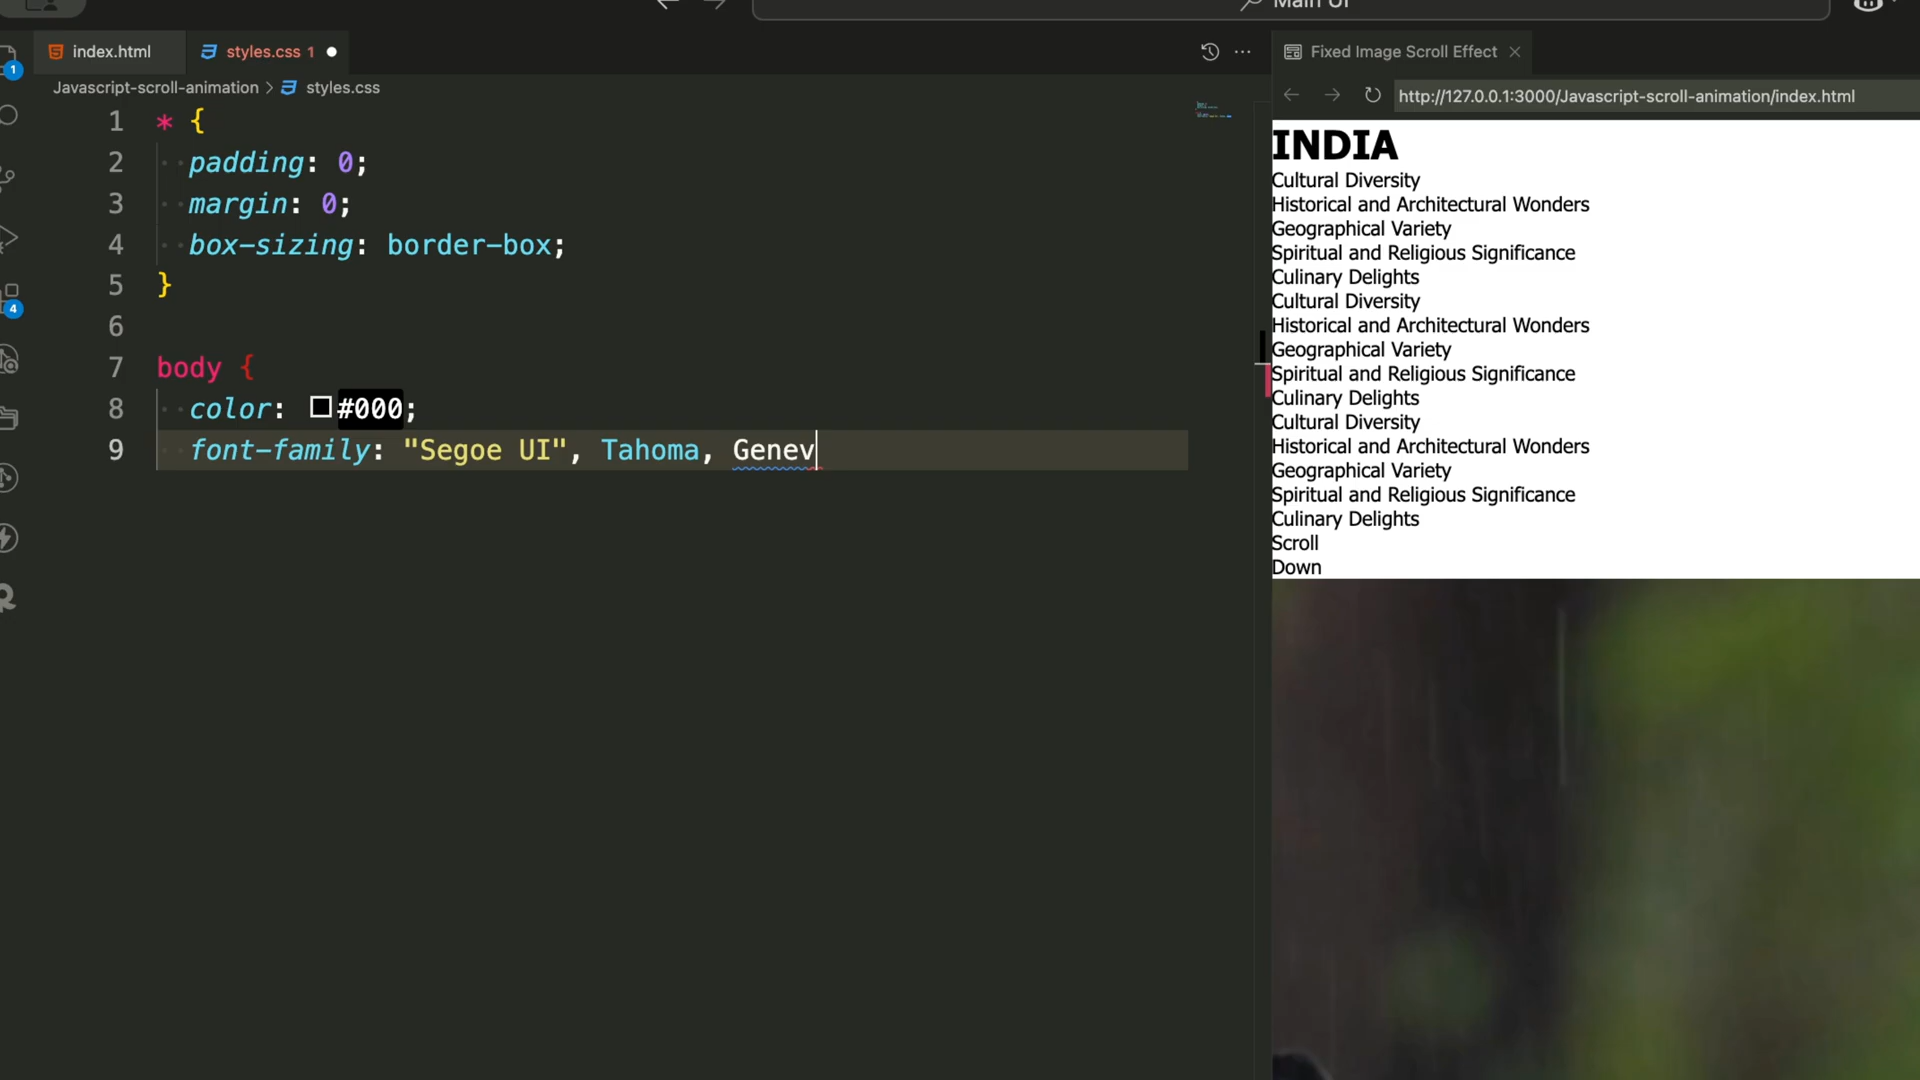 Main UI
index.html
styles.css 1
Javascript-scroll-animation > styles.css
1 * {
2 padding: 0;
3 margin: 0;
4 box-sizing: border-box;
5 }
6
7 body {
8 color: #000;
9 font-family: "Segoe UI", Tahoma, Genev
1
4
Fixed Image Scroll Effect
http://127.0.0.1:3000/Javascript-scroll-animation/index.html
INDIA
Cultural Diversity
Historical and Architectural Wonders
Geographical Variety
Spiritual and Religious Significance
Culinary Delights
Cultural Diversity
Historical and Architectural Wonders
Geographical Variety
Spiritual and Religious Significance
Culinary Delights
Cultural Diversity
Historical and Architectural Wonders
Geographical Variety
Spiritual and Religious Significance
Culinary Delights
Scroll
Down